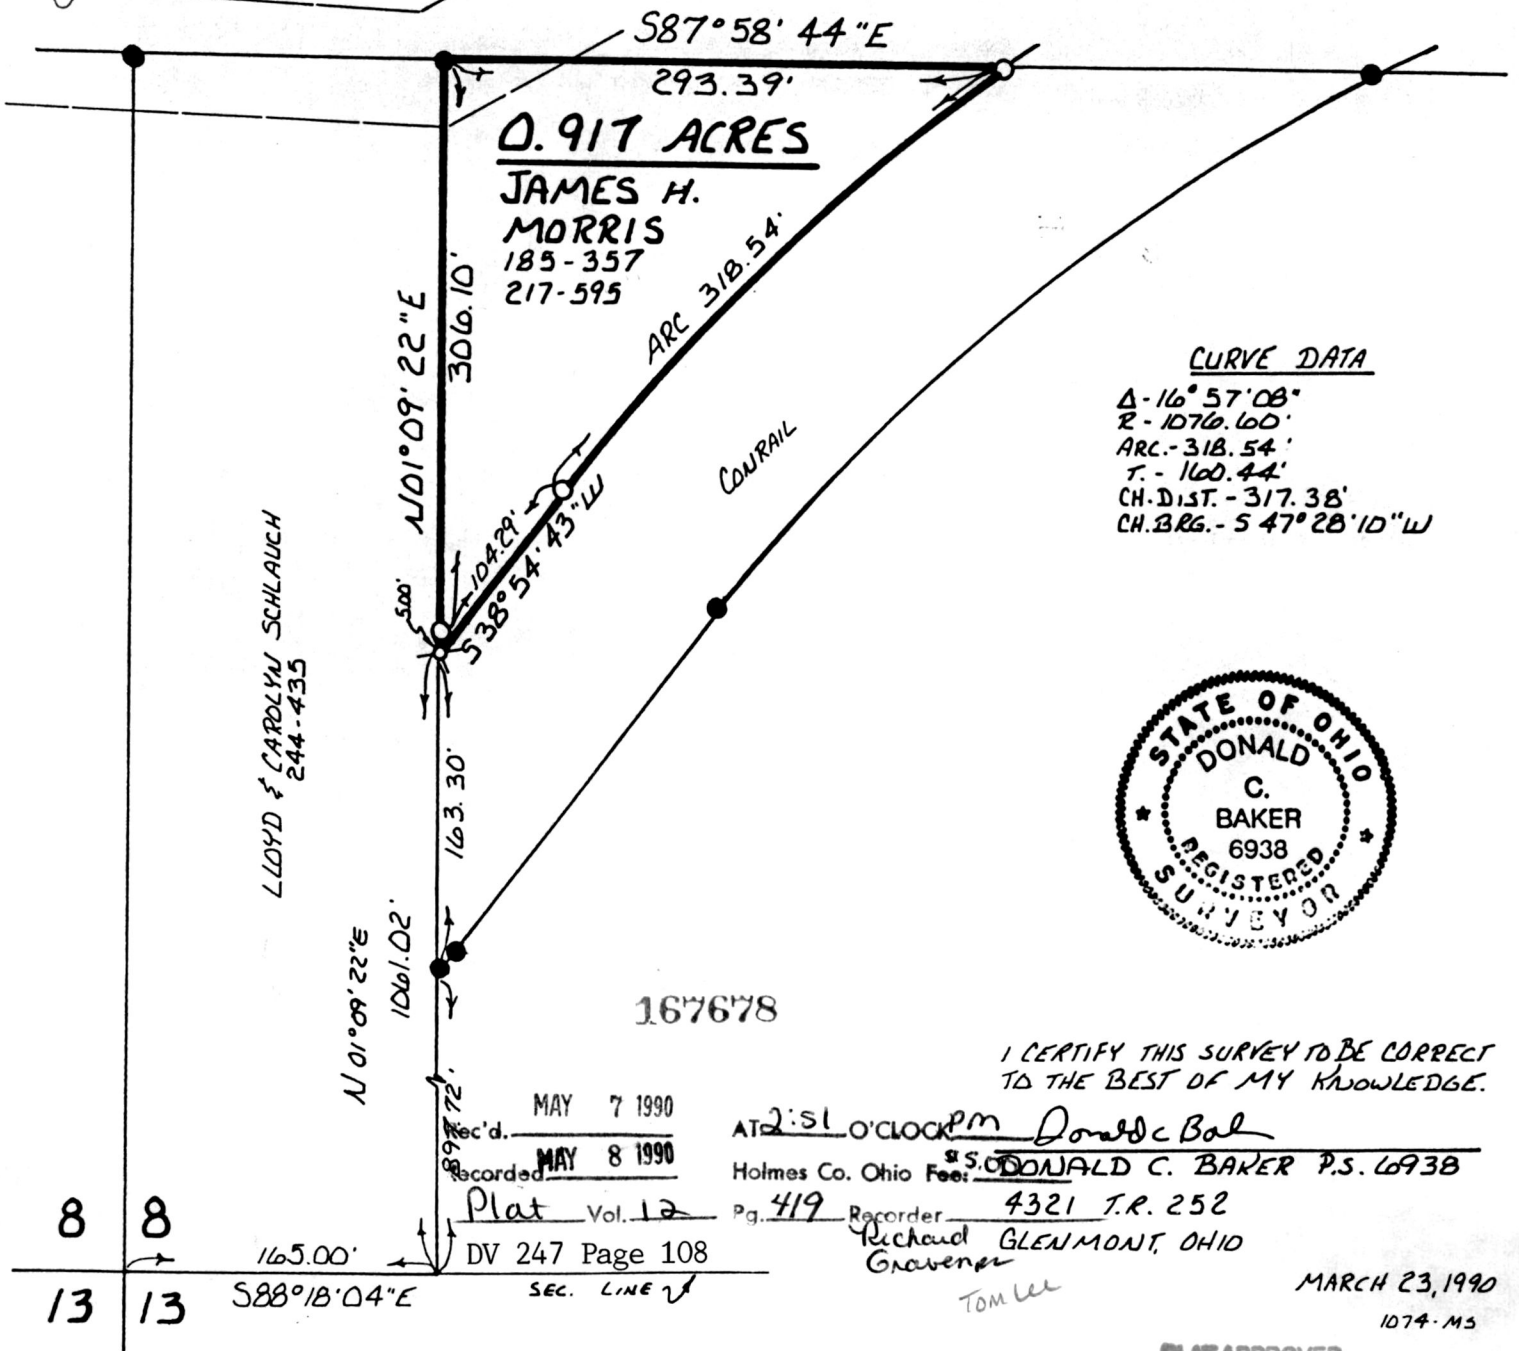 S87°58'44"E
293.39'
0.917 ACRES
JAMES H.
MORRIS
185-357
217-595
N01°09'22"E
306.10'
ARC 318.54'
CURVE DATA
Δ-16°57'08"
R-1076.60'
ARC.-318.54'
T.-160.44'
CH.DIST.-317.38'
CH.BRG.-S 47°28'10"W
CONRAIL
104.29'
S38°54'43"W
5.00'
LLOYD & CAROLYN SCHLAUCH
244-435
163.30'
N01°09'22"E
1061.02'
897.72'
STATE OF OHIO
DONALD
C.
BAKER
6938
REGISTERED
SURVEYOR
167678
I CERTIFY THIS SURVEY TO BE CORRECT
TO THE BEST OF MY KNOWLEDGE.
Rec'd. MAY 7 1990 AT 2:51 O'CLOCK PM
Recorded MAY 8 1990 Holmes Co. Ohio Fee: $5.00
DONALD C. BAKER P.S. 6938
Plat Vol. 12 Pg. 419 Recorder
4321 T.R. 252
Richard
GLENMONT, OHIO
DV 247 Page 108
8 8
165.00'
13 13
S88°18'04"E
SEC. LINE
Tom Lee
MARCH 23, 1990
1074-MS